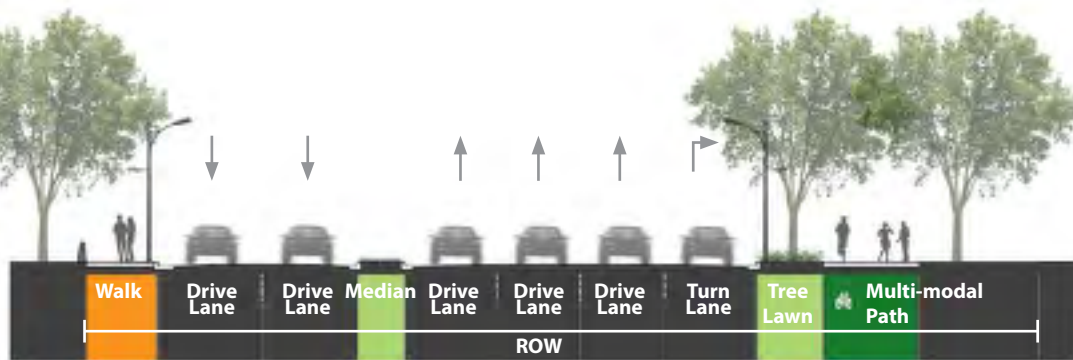 Walk
Drive
Lane
Drive
Lane
Median
Drive
Lane
Drive
Lane
Drive
Lane
Turn
Lane
Tree
Lawn
Multi-modal
Path
ROW